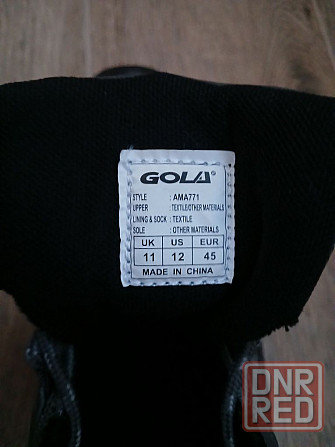 GOLA
STYLE : AMA771
UPPER : TEXTILE/OTHER MATERIALS
LINING & SOCK : TEXTILE
SOLE : OTHER MATERIALS
UK US EUR
11 12 45
MADE IN CHINA
DNR
RED